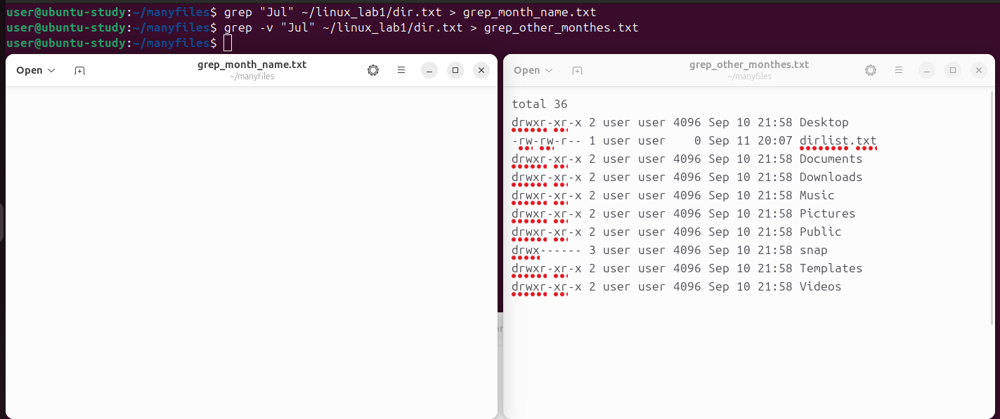 user@ubuntu-study:~/manyfiles$ grep "Jul" ~/linux_lab1/dir.txt > grep_month_name.txt
user@ubuntu-study:~/manyfiles$ grep -v "Jul" ~/linux_lab1/dir.txt > grep_other_monthes.txt
user@ubuntu-study:~/manyfiles$
Open
grep_month_name.txt
~/manyfiles
Open
grep_other_monthes.txt
~/manyfiles
total 36
drwxr-xr-x 2 user user 4096 Sep 10 21:58 Desktop
-rw-rw-r-- 1 user user    0 Sep 11 20:07 dirlist.txt
drwxr-xr-x 2 user user 4096 Sep 10 21:58 Documents
drwxr-xr-x 2 user user 4096 Sep 10 21:58 Downloads
drwxr-xr-x 2 user user 4096 Sep 10 21:58 Music
drwxr-xr-x 2 user user 4096 Sep 10 21:58 Pictures
drwxr-xr-x 2 user user 4096 Sep 10 21:58 Public
drwx------ 3 user user 4096 Sep 10 21:58 snap
drwxr-xr-x 2 user user 4096 Sep 10 21:58 Templates
drwxr-xr-x 2 user user 4096 Sep 10 21:58 Videos